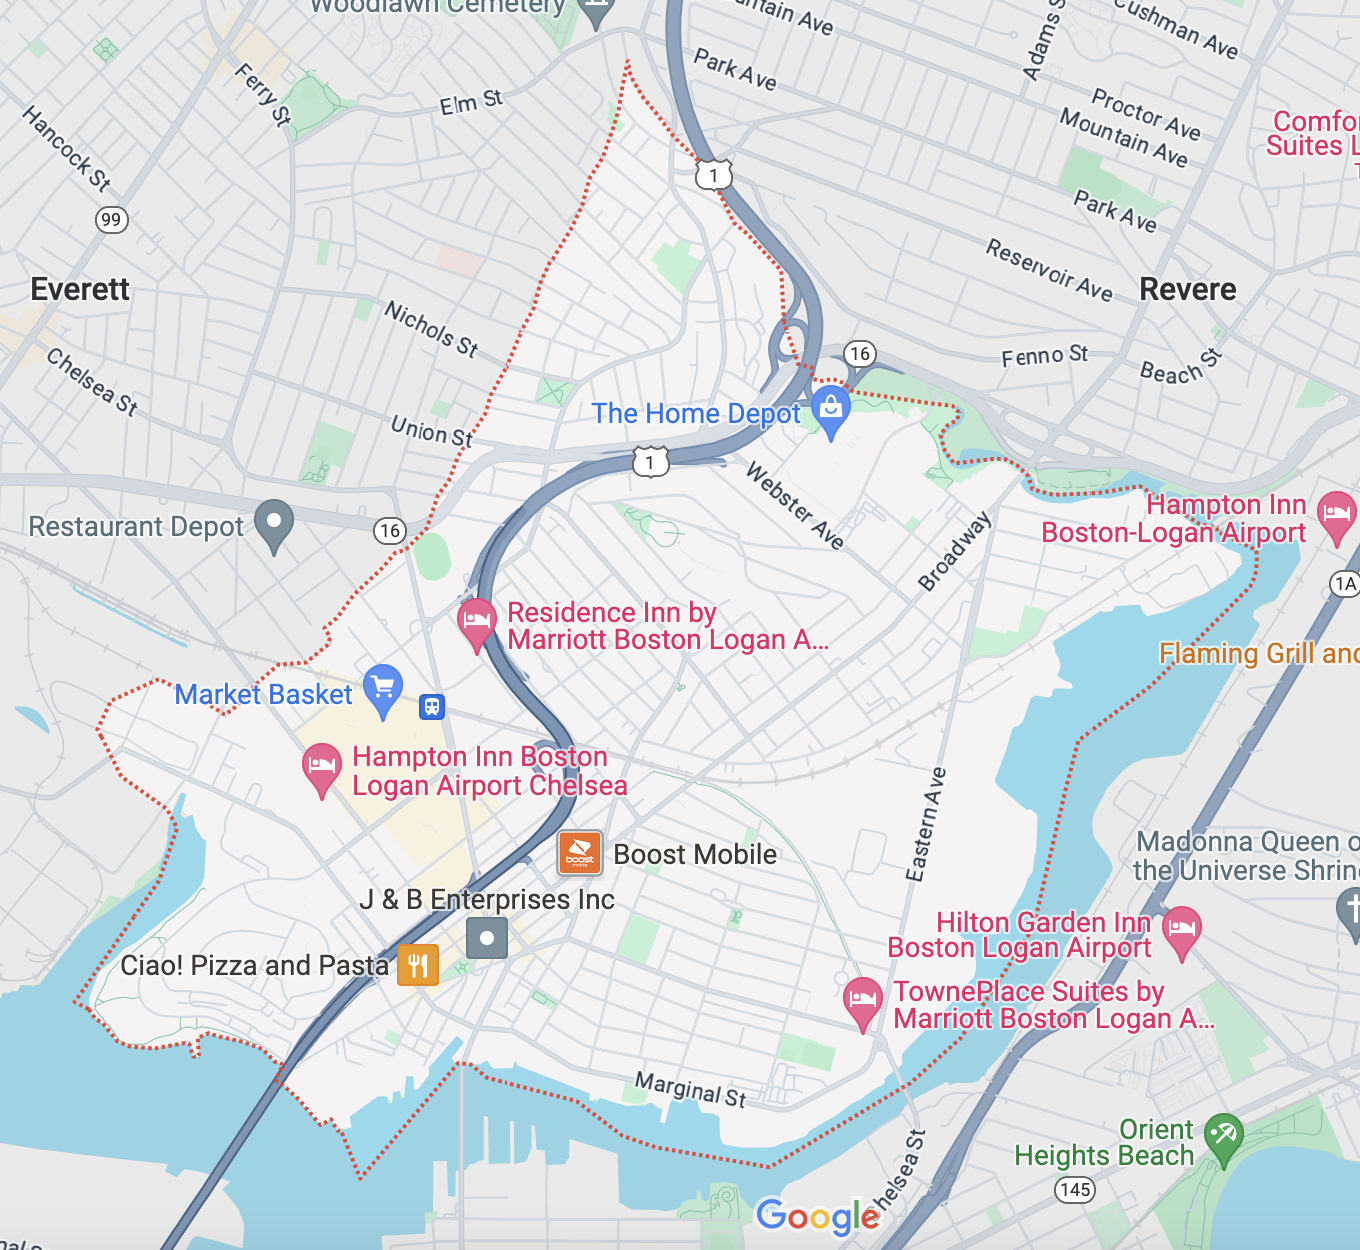 Woodlawn Cemetery
Mountain Ave
Adams S
Cushman Ave
Park Ave
Ferry St
Elm St
Proctor Ave
Mountain Ave
Comfo
Suites L
Hancock St
1
99
Park Ave
Everett
Reservoir Ave
Revere
Nichols St
16
Fenno St
Beach St
Chelsea St
The Home Depot
Union St
1
Webster Ave
Restaurant Depot
16
Broadway
Hampton Inn
Boston-Logan Airport
1A
Residence Inn by
Marriott Boston Logan A...
Flaming Grill and
Market Basket
Hampton Inn Boston
Logan Airport Chelsea
Eastern Ave
boost
mobile
Boost Mobile
Madonna Queen o
the Universe Shrine
J & B Enterprises Inc
Hilton Garden Inn
Boston Logan Airport
Ciao! Pizza and Pasta
TownePlace Suites by
Marriott Boston Logan A...
Marginal St
Orient
Heights Beach
Chelsea St
145
Google